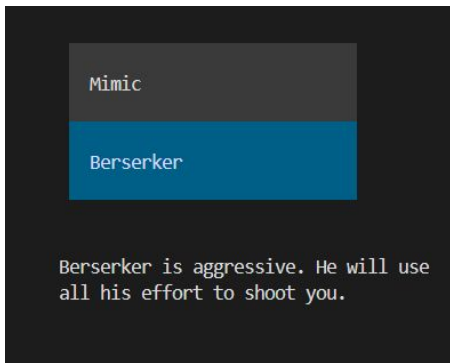 Mimic
Berserker
Berserker is aggressive. He will use
all his effort to shoot you.